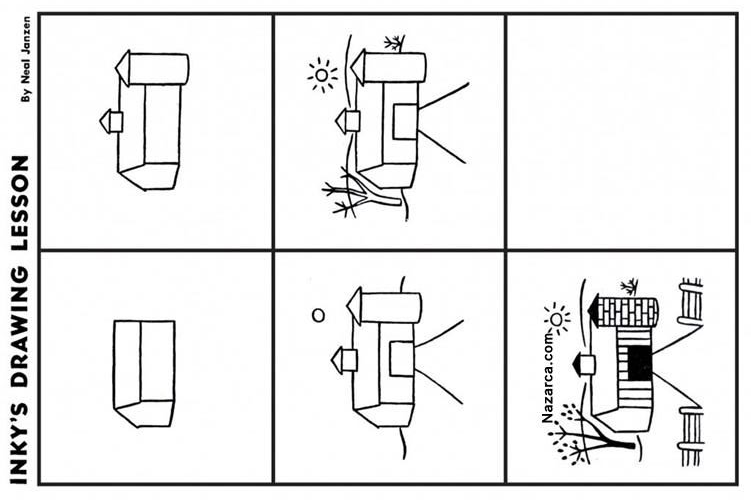 INKY'S DRAWING LESSON
By Neal Janzen
Nazarca.com